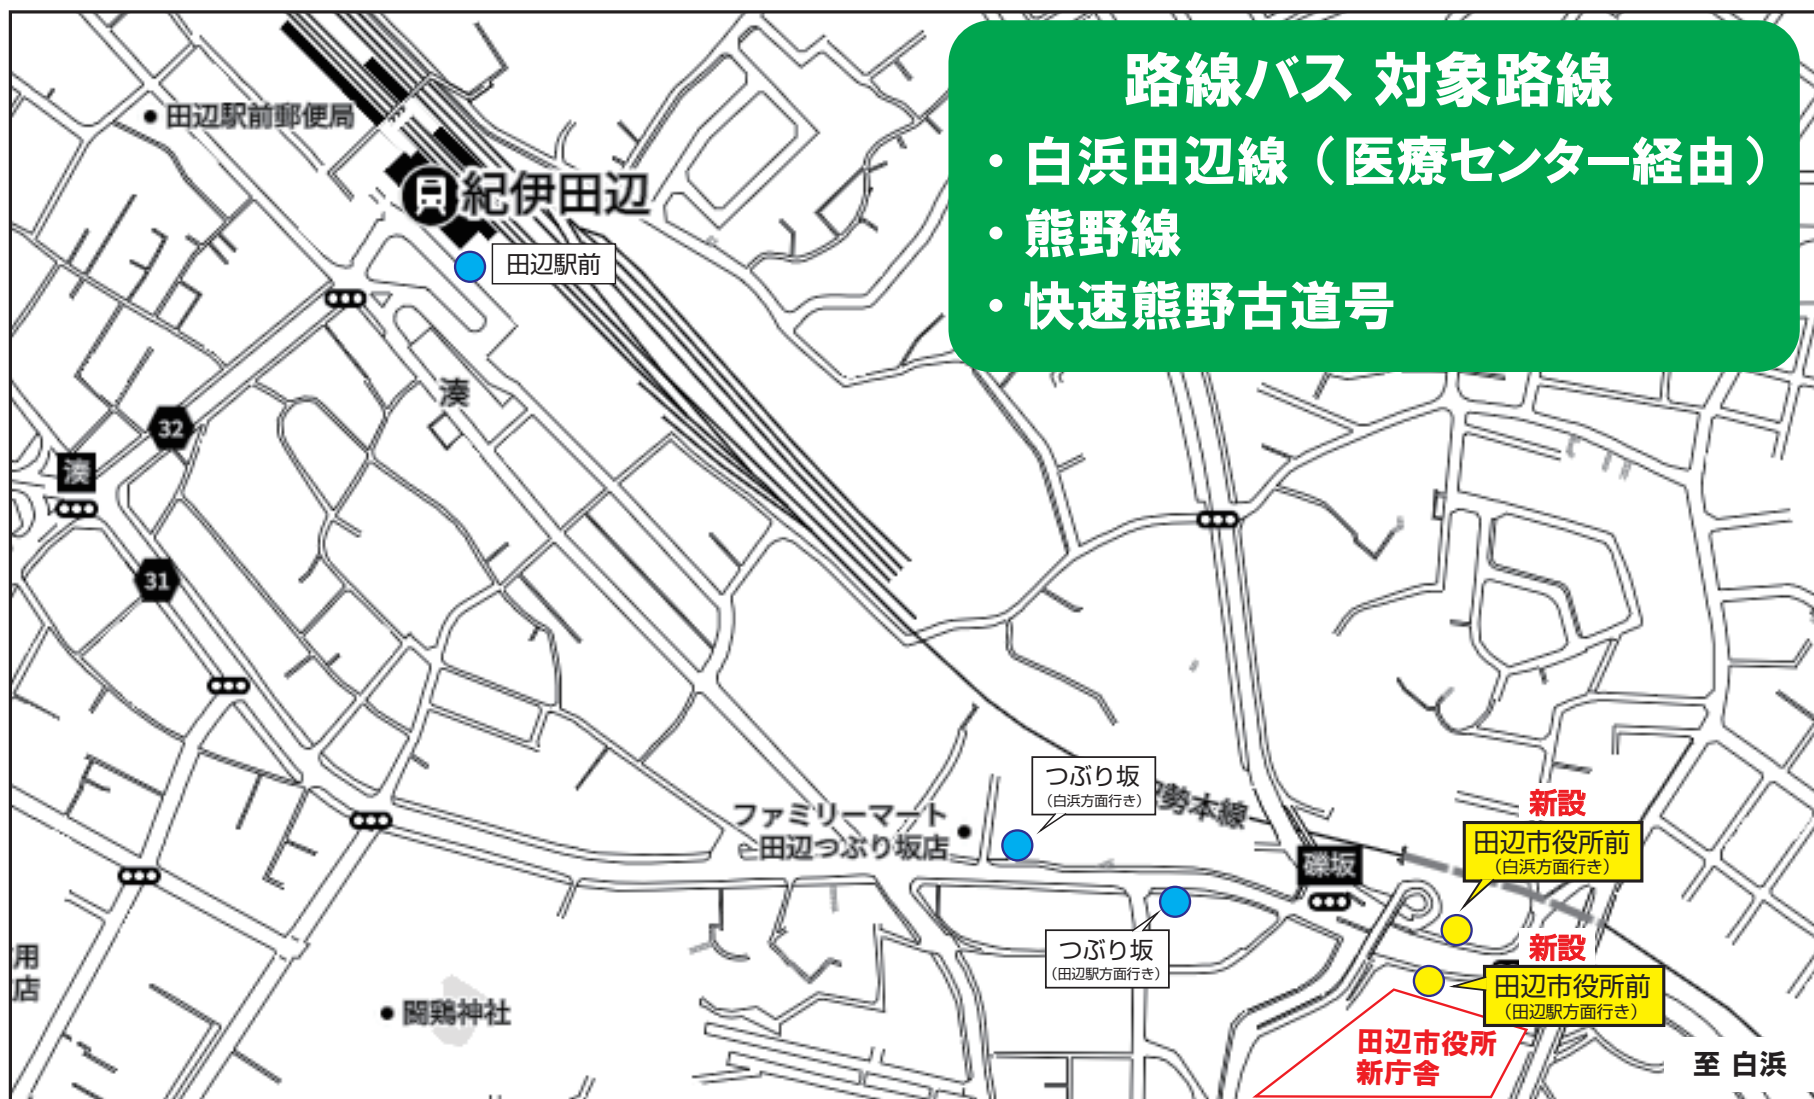 路線バス 対象路線
・白浜田辺線（医療センター経由）
・熊野線
・快速熊野古道号
田辺駅前郵便局
紀伊田辺
田辺駅前
湊
32
湊
31
つぶり坂
（白浜方面行き）
勢本線
ファミリーマート
田辺つぶり坂店
礫坂
新設
田辺市役所前
（白浜方面行き）
つぶり坂
（田辺駅方面行き）
新設
田辺市役所前
（田辺駅方面行き）
用
店
闘鶏神社
田辺市役所
新庁舎
至 白浜